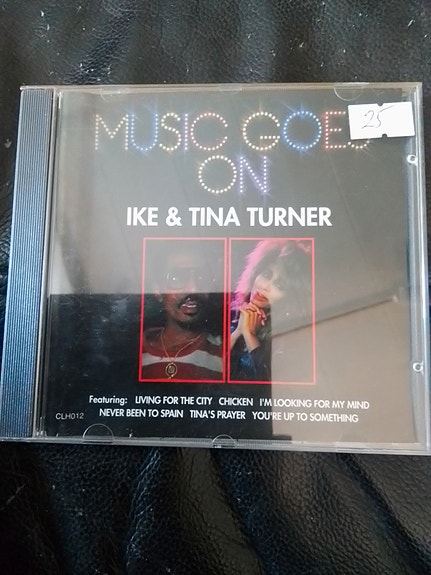 MUSIC GOES
25
ON
IKE & TINA TURNER
Featuring: LIVING FOR THE CITY CHICKEN I'M LOOKING FOR MY MIND
NEVER BEEN TO SPAIN TINA'S PRAYER YOU'RE UP TO SOMETHING
CLH012